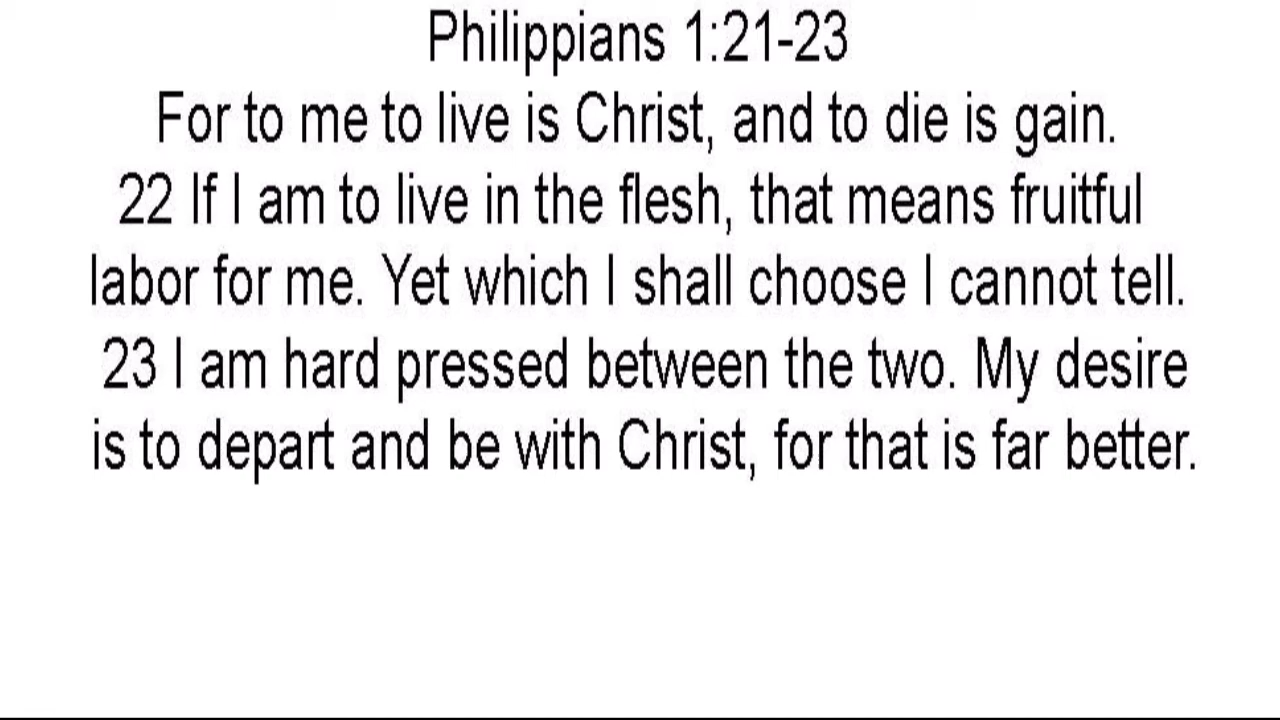 Philippians 1:21-23
For to me to live is Christ, and to die is gain.
22 If I am to live in the flesh, that means fruitful
labor for me. Yet which I shall choose I cannot tell.
23 I am hard pressed between the two. My desire
is to depart and be with Christ, for that is far better.